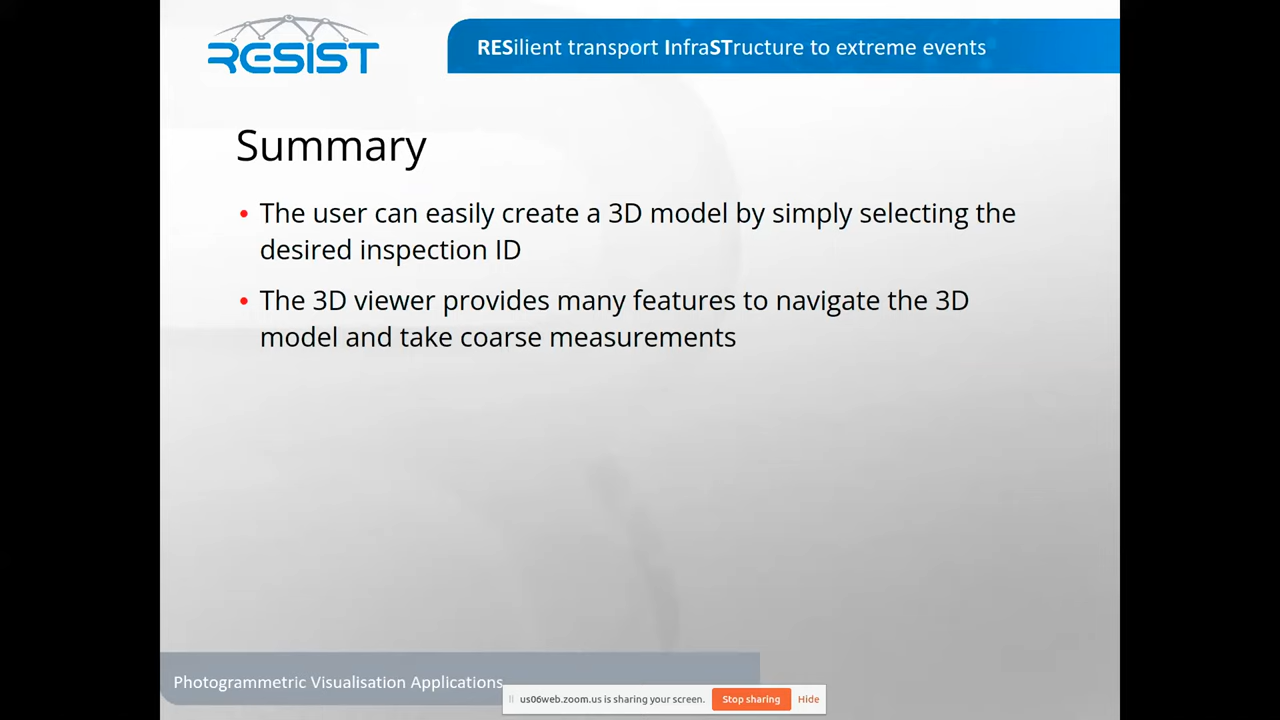 RESIST
RESilient transport InfraSTructure to extreme events
Summary
• The user can easily create a 3D model by simply selecting the
desired inspection ID
• The 3D viewer provides many features to navigate the 3D
model and take coarse measurements
Photogrammetric Visualisation Applications
us06web.zoom.us is sharing your screen. Stop sharing Hide